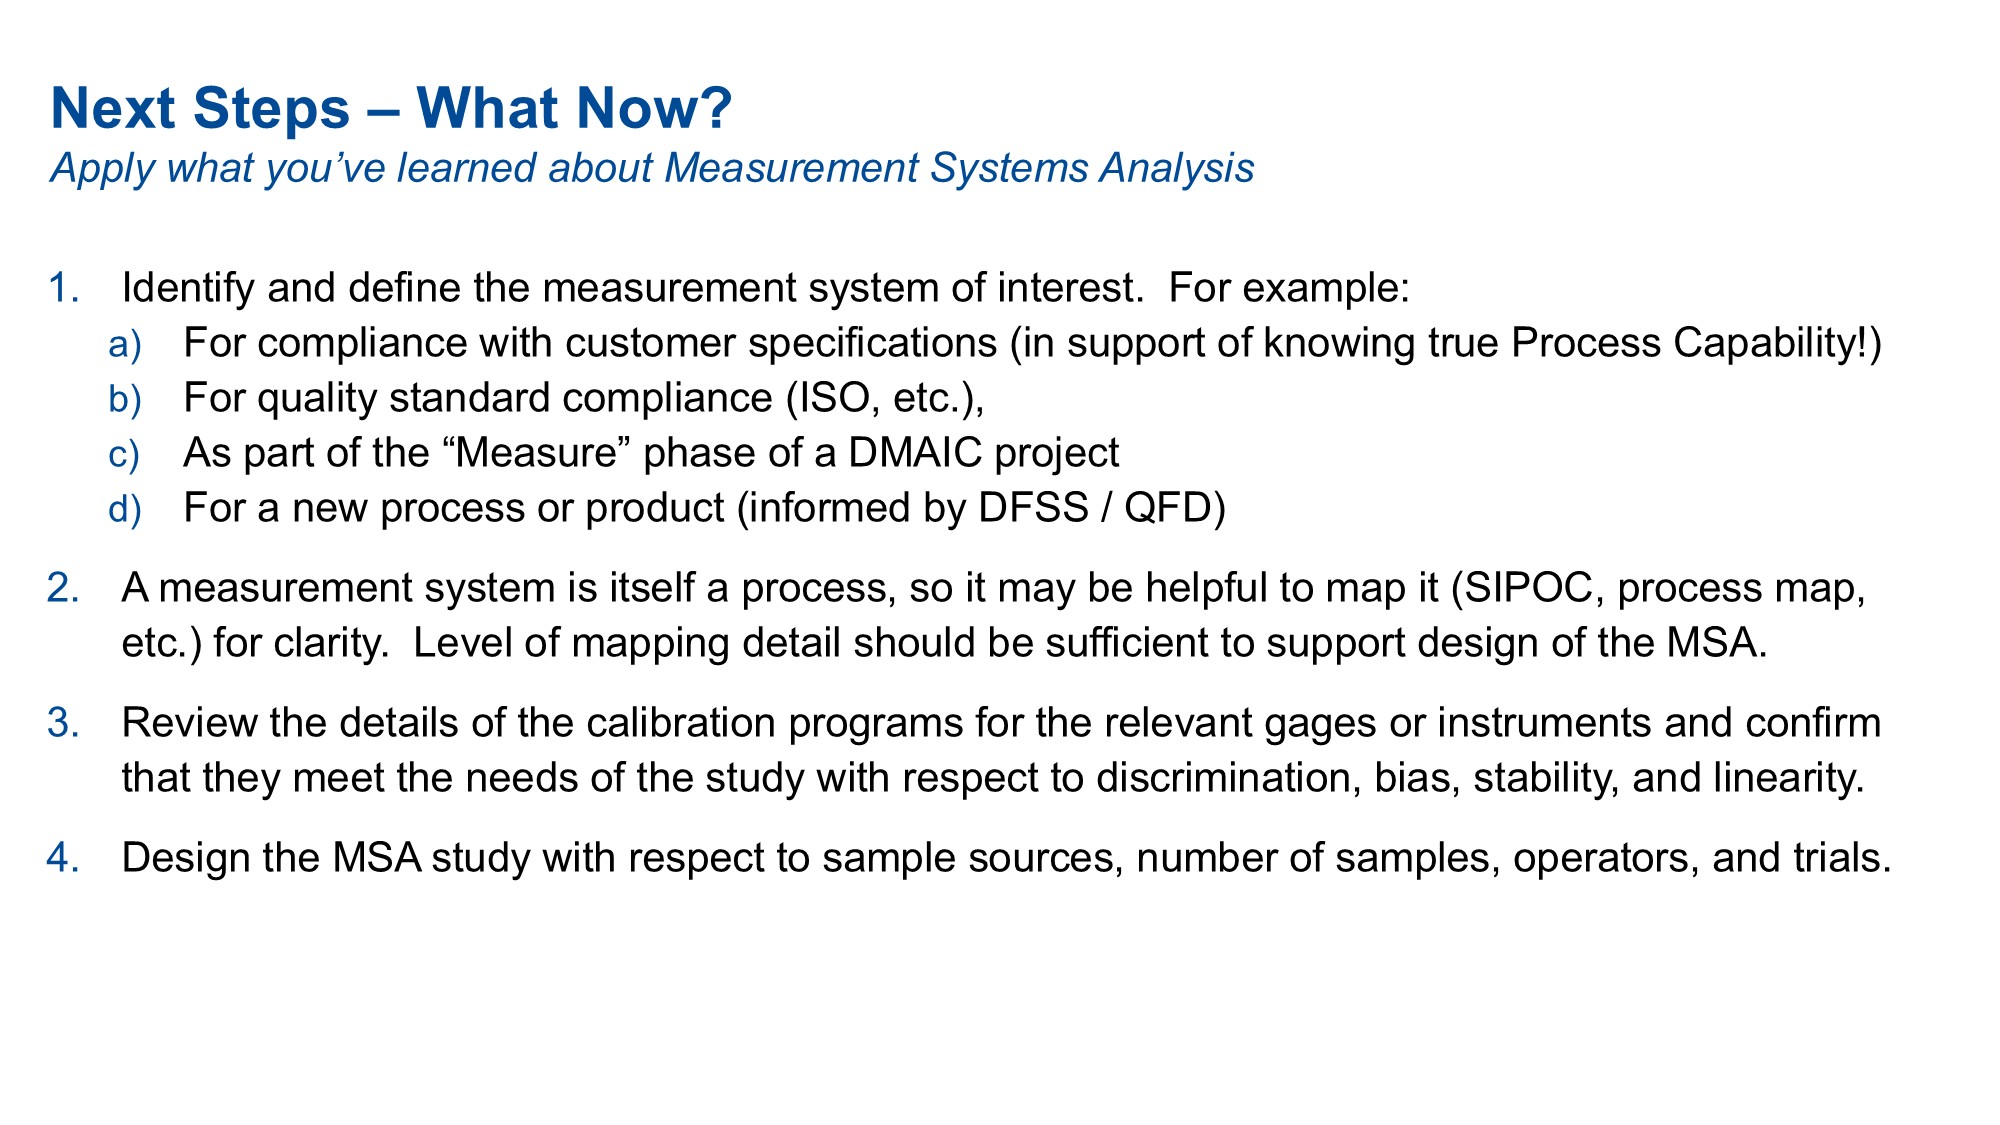 Next Steps – What Now?
Apply what you’ve learned about Measurement Systems Analysis
1. Identify and define the measurement system of interest.  For example:
a) For compliance with customer specifications (in support of knowing true Process Capability!)
b) For quality standard compliance (ISO, etc.),
c) As part of the “Measure” phase of a DMAIC project
d) For a new process or product (informed by DFSS / QFD)
2. A measurement system is itself a process, so it may be helpful to map it (SIPOC, process map,
etc.) for clarity.  Level of mapping detail should be sufficient to support design of the MSA.
3. Review the details of the calibration programs for the relevant gages or instruments and confirm
that they meet the needs of the study with respect to discrimination, bias, stability, and linearity.
4. Design the MSA study with respect to sample sources, number of samples, operators, and trials.